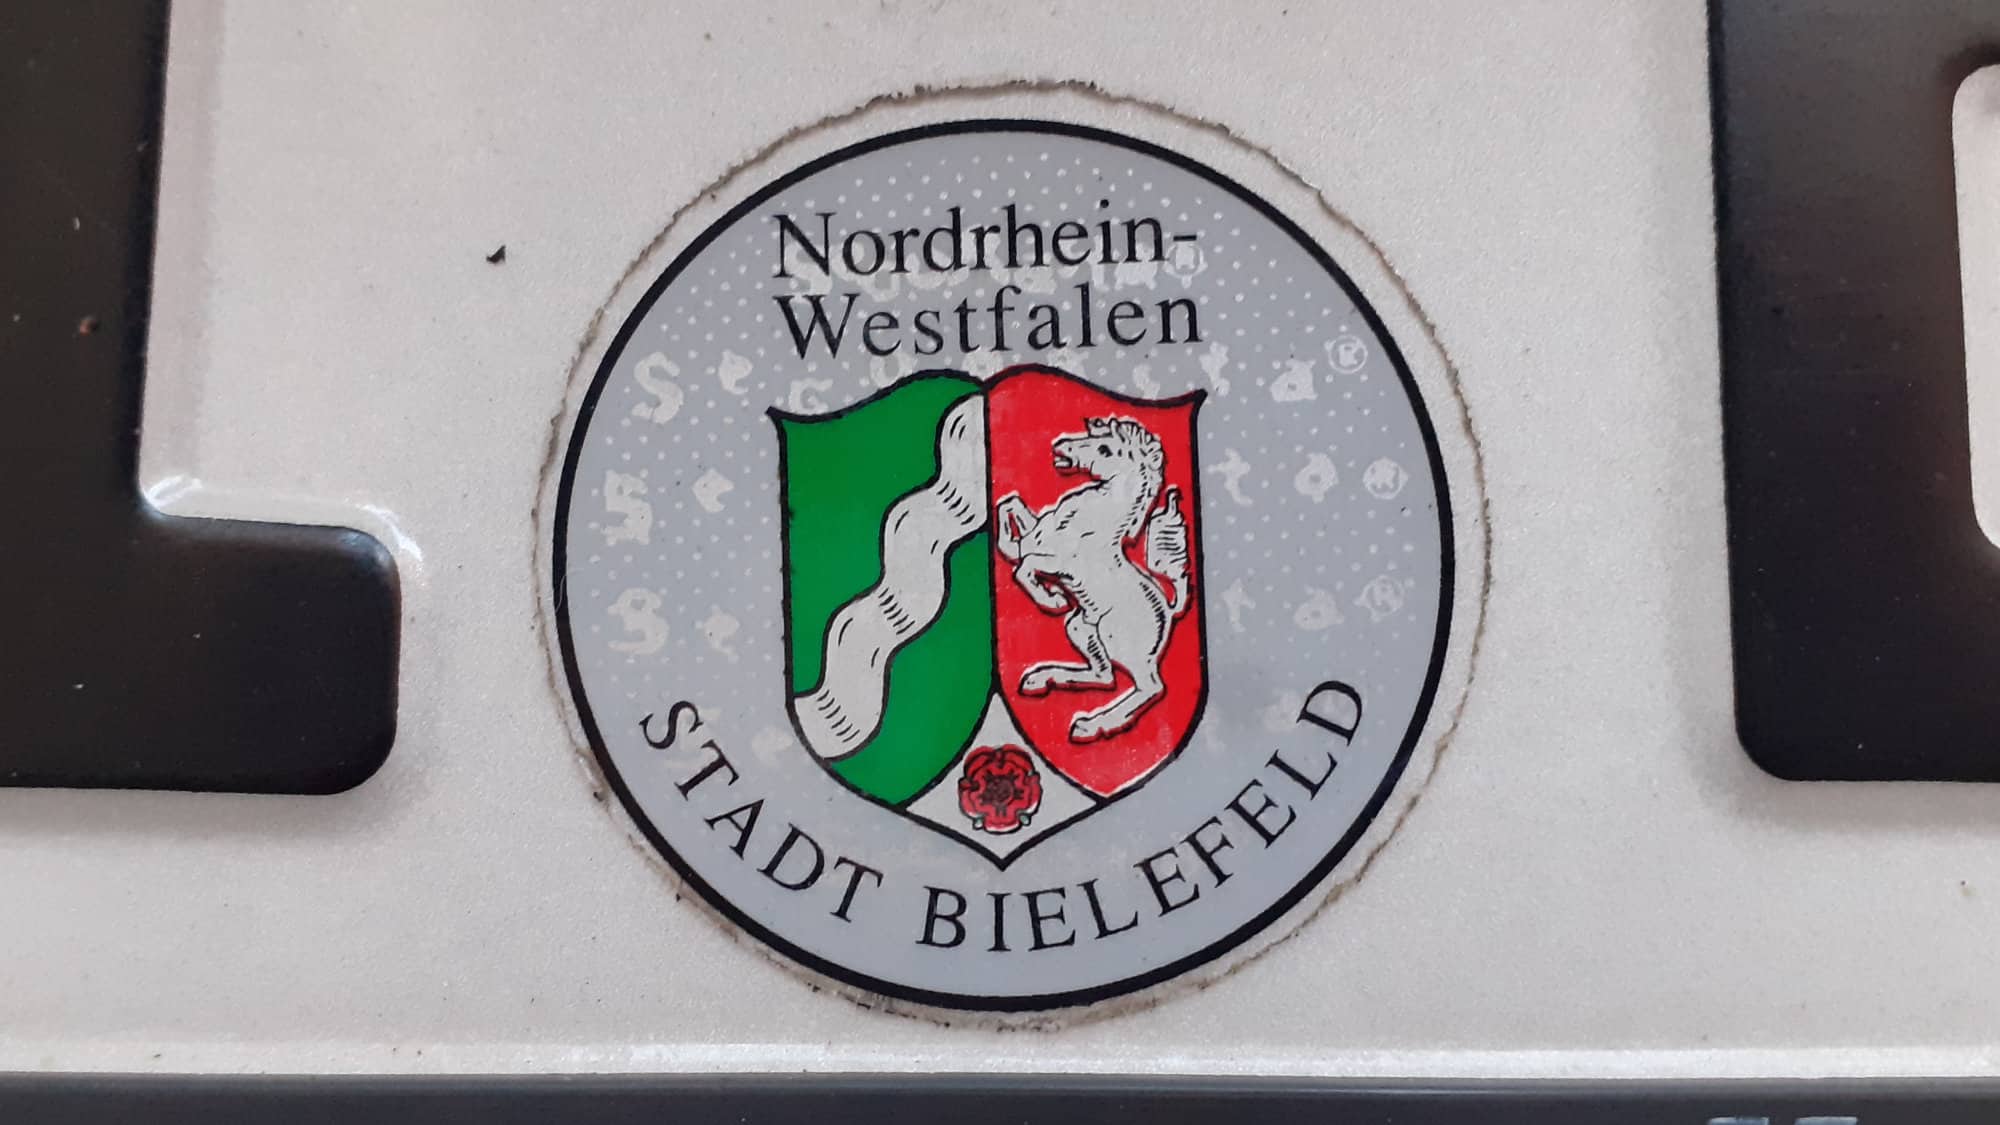 Nordrhein-
Westfalen
STADT BIELEFELD